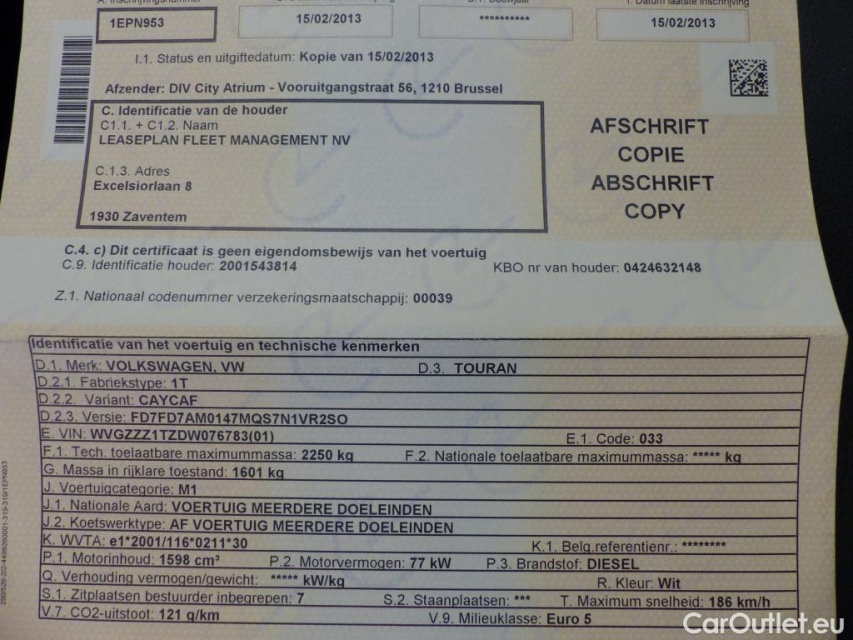 1EPN953
15/02/2013
**********
15/02/2013
I.1. Status en uitgiftedatum: Kopie van 15/02/2013
Afzender: DIV City Atrium - Vooruitgangstraat 56, 1210 Brussel
C. Identificatie van de houder
C1.1. + C1.2. Naam
LEASEPLAN FLEET MANAGEMENT NV
C.1.3. Adres
Excelsiorlaan 8
1930 Zaventem
AFSCHRIFT
COPIE
ABSCHRIFT
COPY
C.4. c) Dit certificaat is geen eigendomsbewijs van het voertuig
C.9. Identificatie houder: 2001543814 KBO nr van houder: 0424632148
Z.1. Nationaal codenummer verzekeringsmaatschappij: 00039
Identificatie van het voertuig en technische kenmerken
D.1. Merk: VOLKSWAGEN, VW D.3. TOURAN
D.2.1. Fabriekstype: 1T
D.2.2. Variant: CAYCAF
D.2.3. Versie: FD7FD7AM0147MQS7N1VR2SO
E. VIN: WVGZZZ1TZDW076783(01) E.1. Code: 033
F.1. Tech. toelaatbare maximummassa: 2250 kg F.2. Nationale toelaatbare maximummassa: ***** kg
G. Massa in rijklare toestand: 1601 kg
J. Voertuigcategorie: M1
J.1. Nationale Aard: VOERTUIG MEERDERE DOELEINDEN
J.2. Koetswerktype: AF VOERTUIG MEERDERE DOELEINDEN
K. WVTA: e1*2001/116*0211*30 K.1. Belg.referentienr.: ********
P.1. Motorinhoud: 1598 cm³ P.2. Motorvermogen: 77 kW P.3. Brandstof: DIESEL
Q. Verhouding vermogen/gewicht: ***** kW/kg R. Kleur: Wit
S.1. Zitplaatsen bestuurder inbegrepen: 7 S.2. Staanplaatsen: *** T. Maximum snelheid: 186 km/h
V.7. CO2-uitstoot: 121 g/km V.9. Milieuklasse: Euro 5
CarOutlet.eu